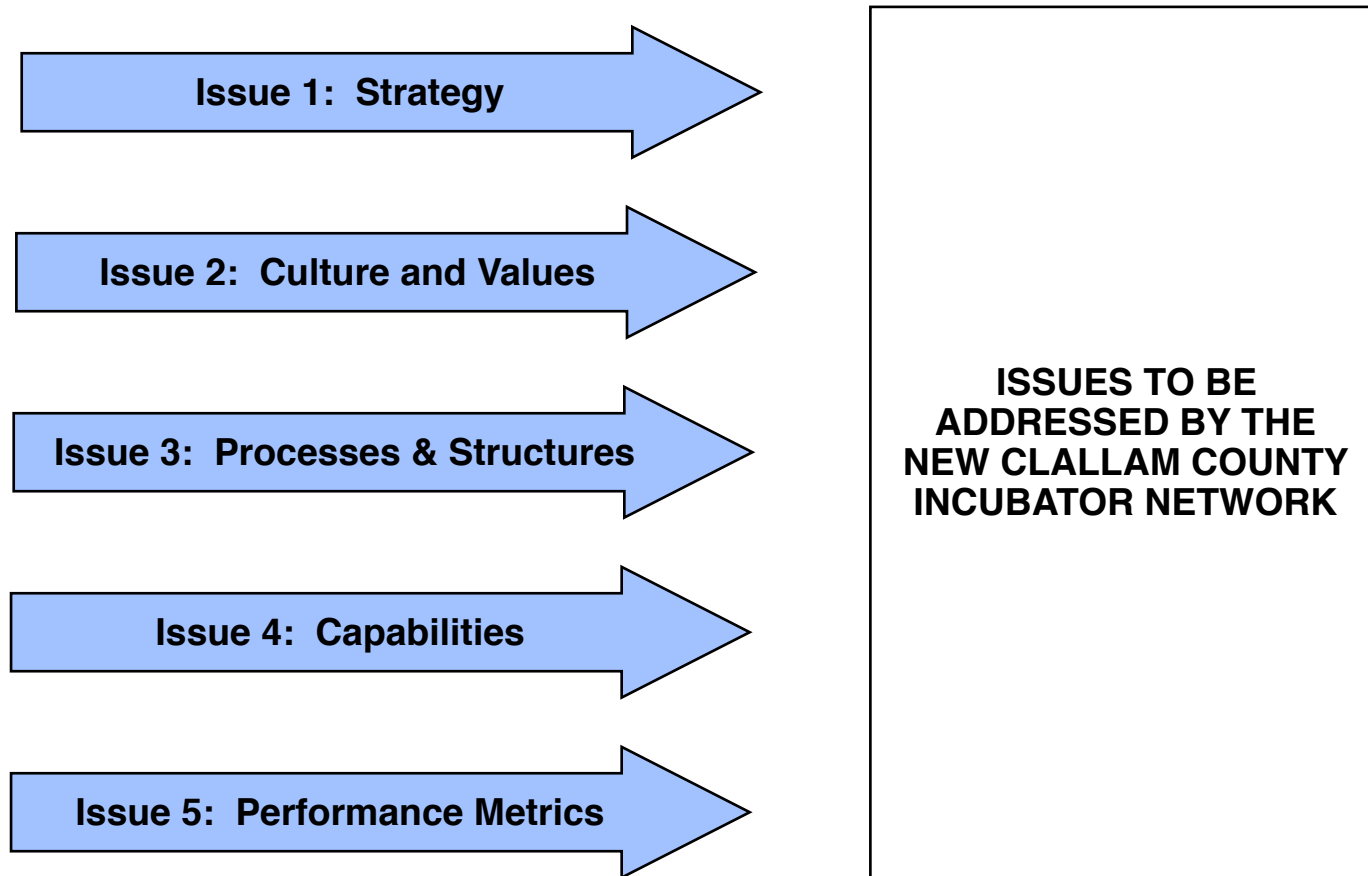 Issue 1:  Strategy
Issue 2:  Culture and Values
Issue 3:  Processes & Structures
Issue 4:  Capabilities
Issue 5:  Performance Metrics
ISSUES TO BE
ADDRESSED BY THE
NEW CLALLAM COUNTY
INCUBATOR NETWORK